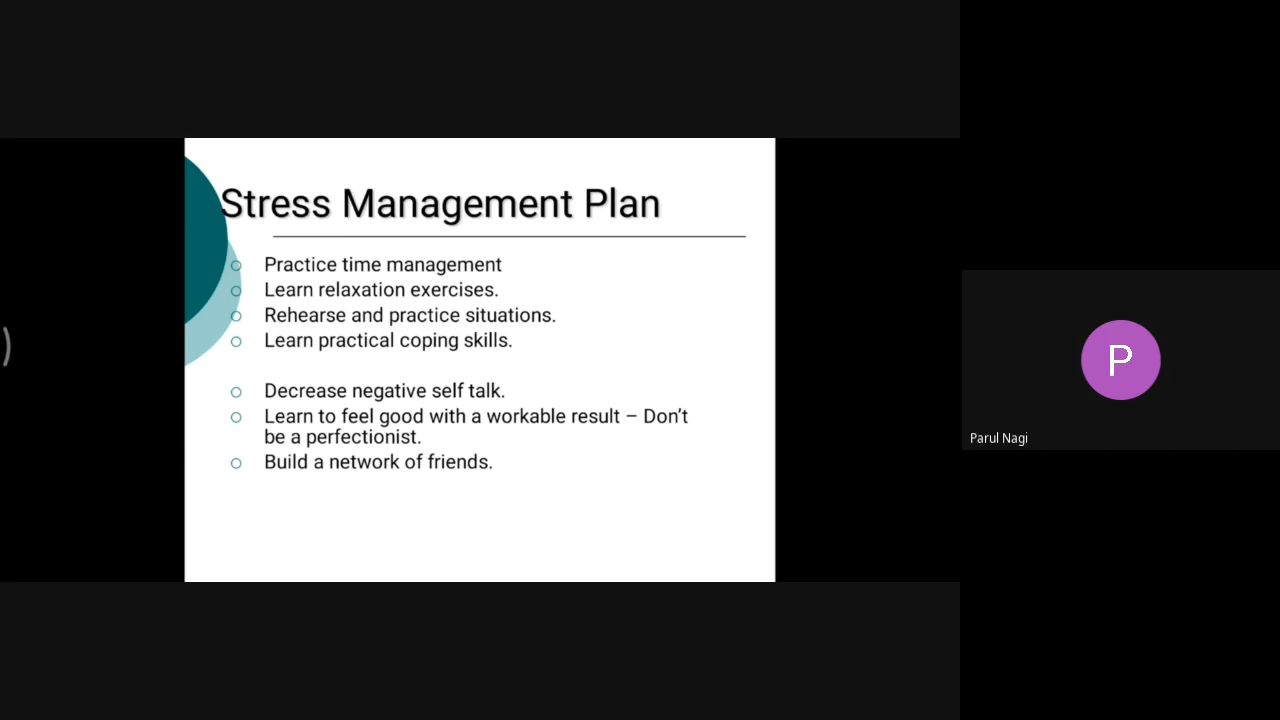 Stress Management Plan
Practice time management
Learn relaxation exercises.
Rehearse and practice situations.
Learn practical coping skills.
Decrease negative self talk.
Learn to feel good with a workable result – Don’t
be a perfectionist.
Build a network of friends.
P
Parul Nagi